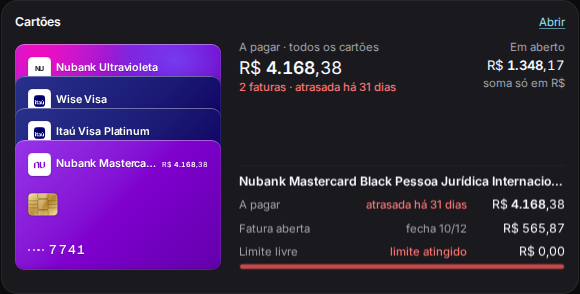 Cartões
Abrir
NU
Nubank Ultravioleta
itaú
Wise Visa
itaú
Itaú Visa Platinum
nu
Nubank Masterca...
R$ 4.168,38
···· 7741
A pagar · todos os cartões
R$ 4.168,38
2 faturas · atrasada há 31 dias
Em aberto
R$ 1.348,17
soma só em R$
Nubank Mastercard Black Pessoa Jurídica Internacio...
A pagar atrasada há 31 dias R$ 4.168,38
Fatura aberta fecha 10/12 R$ 565,87
Limite livre limite atingido R$ 0,00